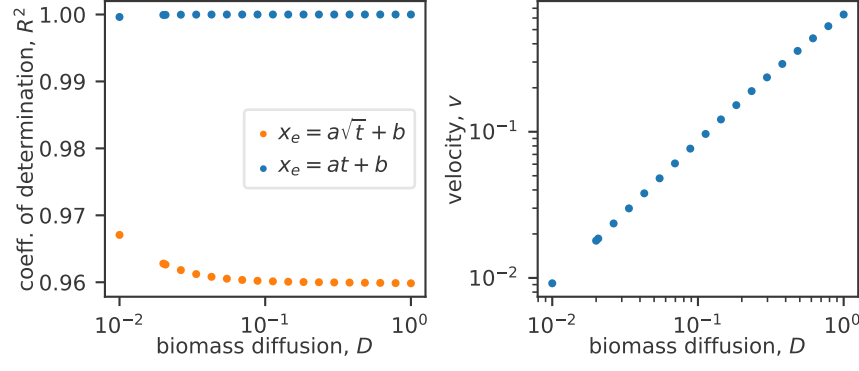 coeff. of determination, R²
1.00
0.99
0.98
0.97
0.96
x_e = a√t + b
x_e = at + b
10⁻²
10⁻¹
10⁰
biomass diffusion, D
velocity, v
10⁻¹
10⁻²
10⁻²
10⁻¹
10⁰
biomass diffusion, D